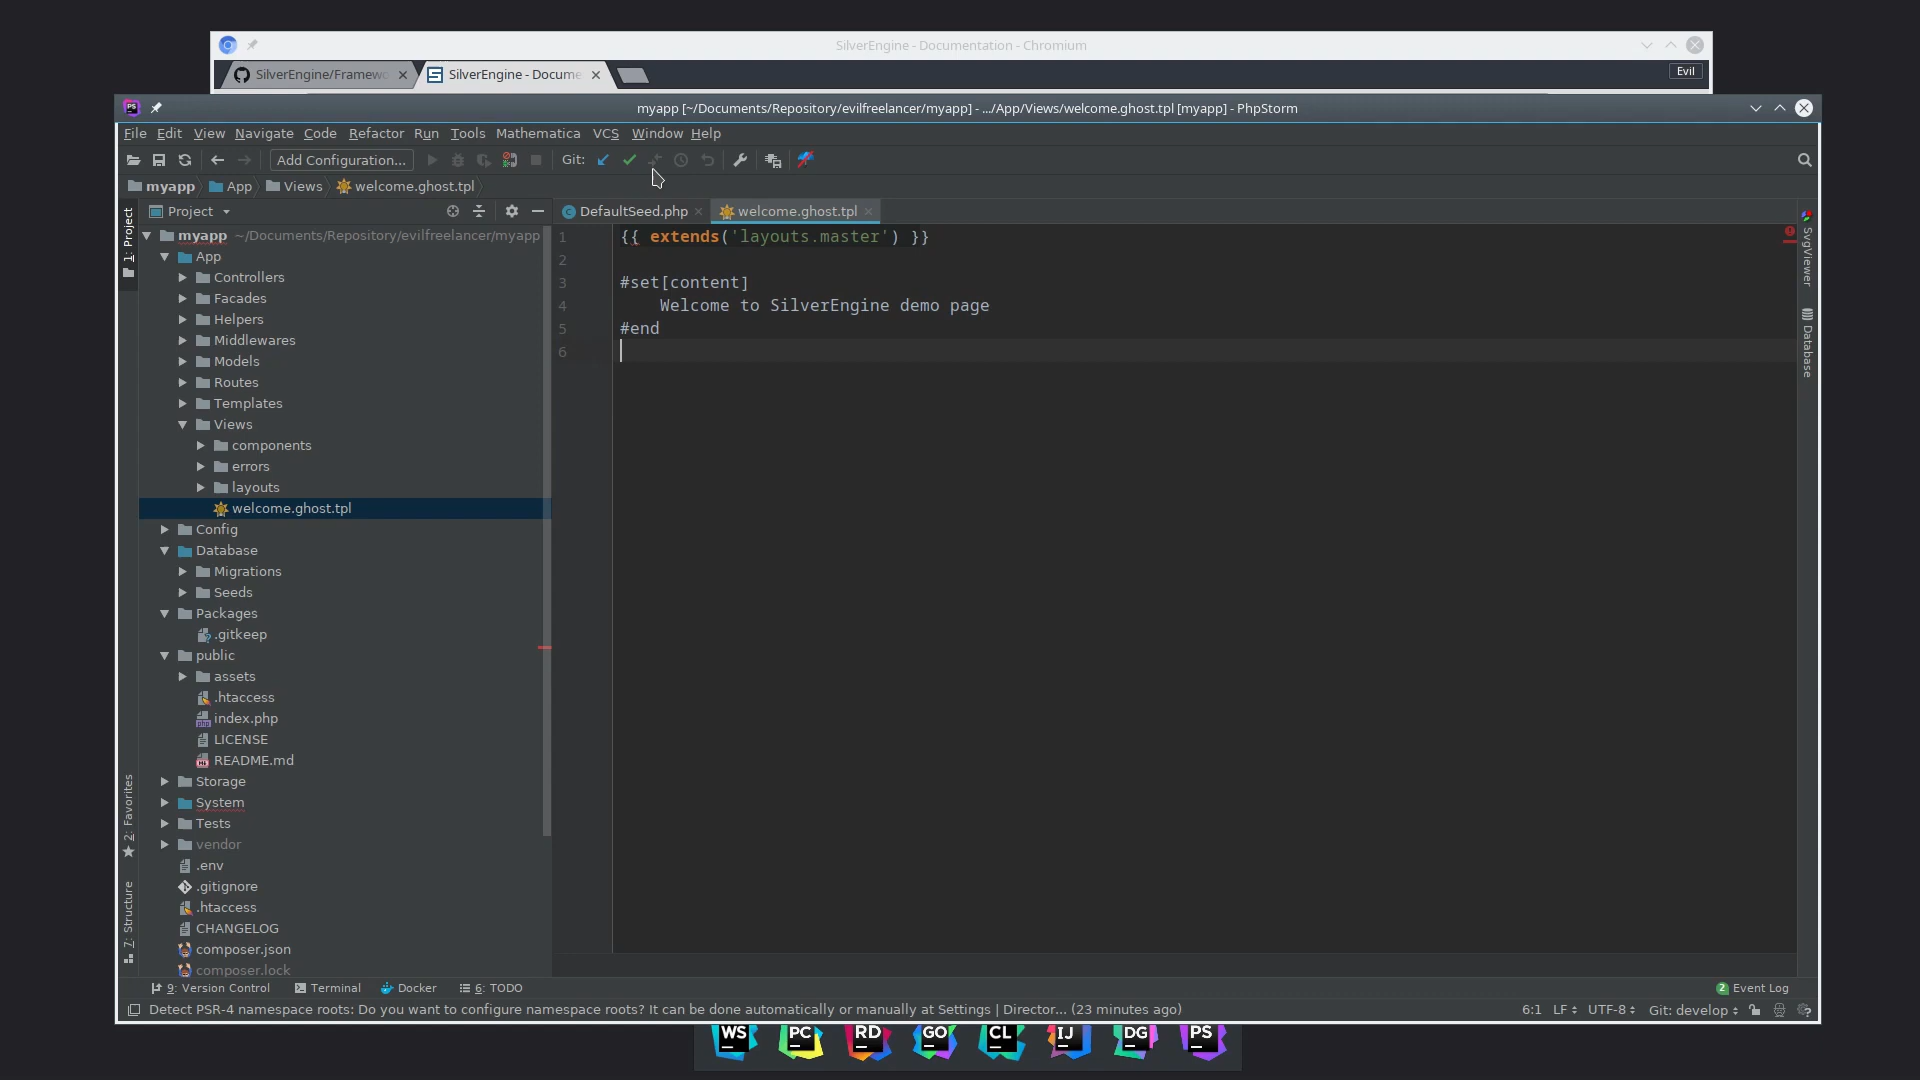 SilverEngine - Documentation - Chromium
SilverEngine/Framewo
SilverEngine - Docume
Evil
PS
myapp [~/Documents/Repository/evilfreelancer/myapp] - .../App/Views/welcome.ghost.tpl [myapp] - PhpStorm
File Edit View Navigate Code Refactor Run Tools Mathematica VCS Window Help
Add Configuration...
Git:
myapp App Views welcome.ghost.tpl
1: Project
Project
DefaultSeed.php
welcome.ghost.tpl
myapp ~/Documents/Repository/evilfreelancer/myapp
App
Controllers
Facades
Helpers
Middlewares
Models
Routes
Templates
Views
components
errors
layouts
welcome.ghost.tpl
Config
Database
Migrations
Seeds
Packages
.gitkeep
public
assets
.htaccess
index.php
LICENSE
README.md
Storage
System
Tests
vendor
.env
.gitignore
.htaccess
CHANGELOG
composer.json
composer.lock
1 {{ extends('layouts.master') }}
2
3 #set[content]
4 Welcome to SilverEngine demo page
5 #end
6
SvgViewer
Database
2: Favorites
7: Structure
9: Version Control
Terminal
Docker
6: TODO
2 Event Log
Detect PSR-4 namespace roots: Do you want to configure namespace roots? It can be done automatically or manually at Settings | Director... (23 minutes ago)
6:1 LF UTF-8 Git: develop
WS PC RD GO CL IJ DG PS